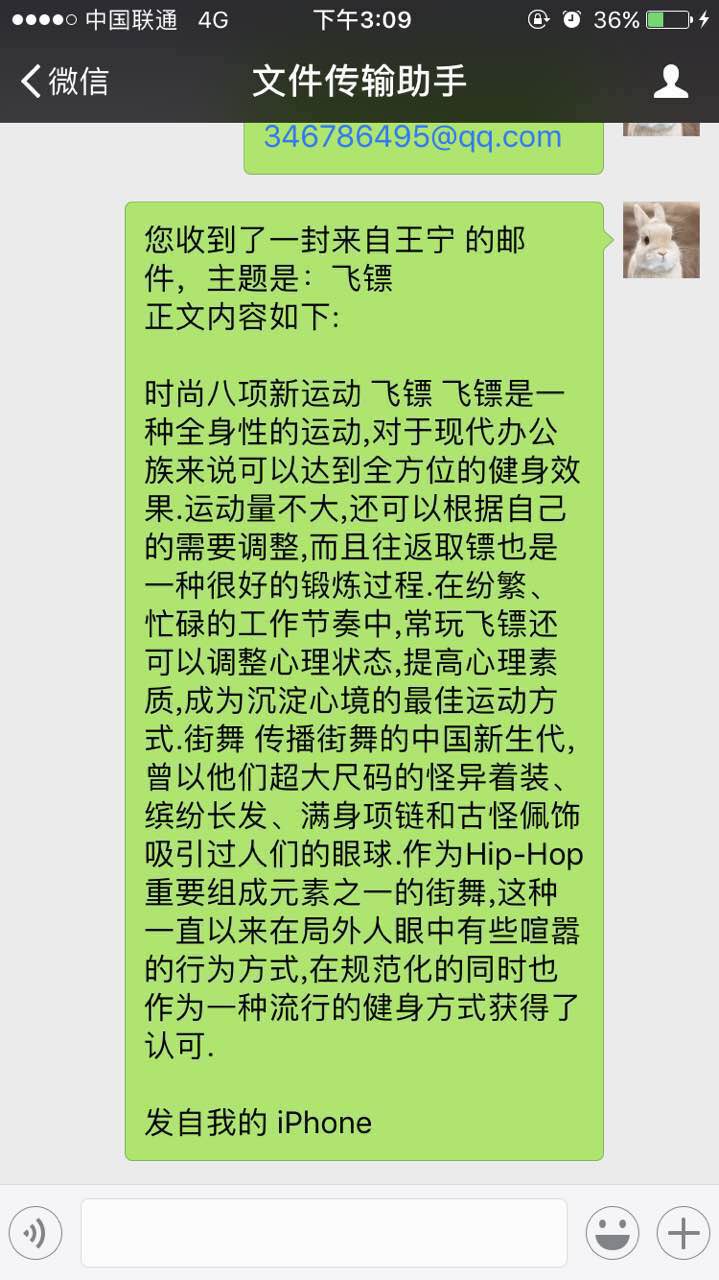 中国联通 4G 下午3:09 36%
微信 文件传输助手
346786495@qq.com
您收到了一封来自王宁 的邮
件，主题是：飞镖
正文内容如下:
时尚八项新运动 飞镖 飞镖是一
种全身性的运动,对于现代办公
族来说可以达到全方位的健身效
果.运动量不大,还可以根据自己
的需要调整,而且往返取镖也是
一种很好的锻炼过程.在纷繁、
忙碌的工作节奏中,常玩飞镖还
可以调整心理状态,提高心理素
质,成为沉淀心境的最佳运动方
式.街舞 传播街舞的中国新生代,
曾以他们超大尺码的怪异着装、
缤纷长发、满身项链和古怪佩饰
吸引过人们的眼球.作为Hip-Hop
重要组成元素之一的街舞,这种
一直以来在局外人眼中有些喧嚣
的行为方式,在规范化的同时也
作为一种流行的健身方式获得了
认可.
发自我的 iPhone